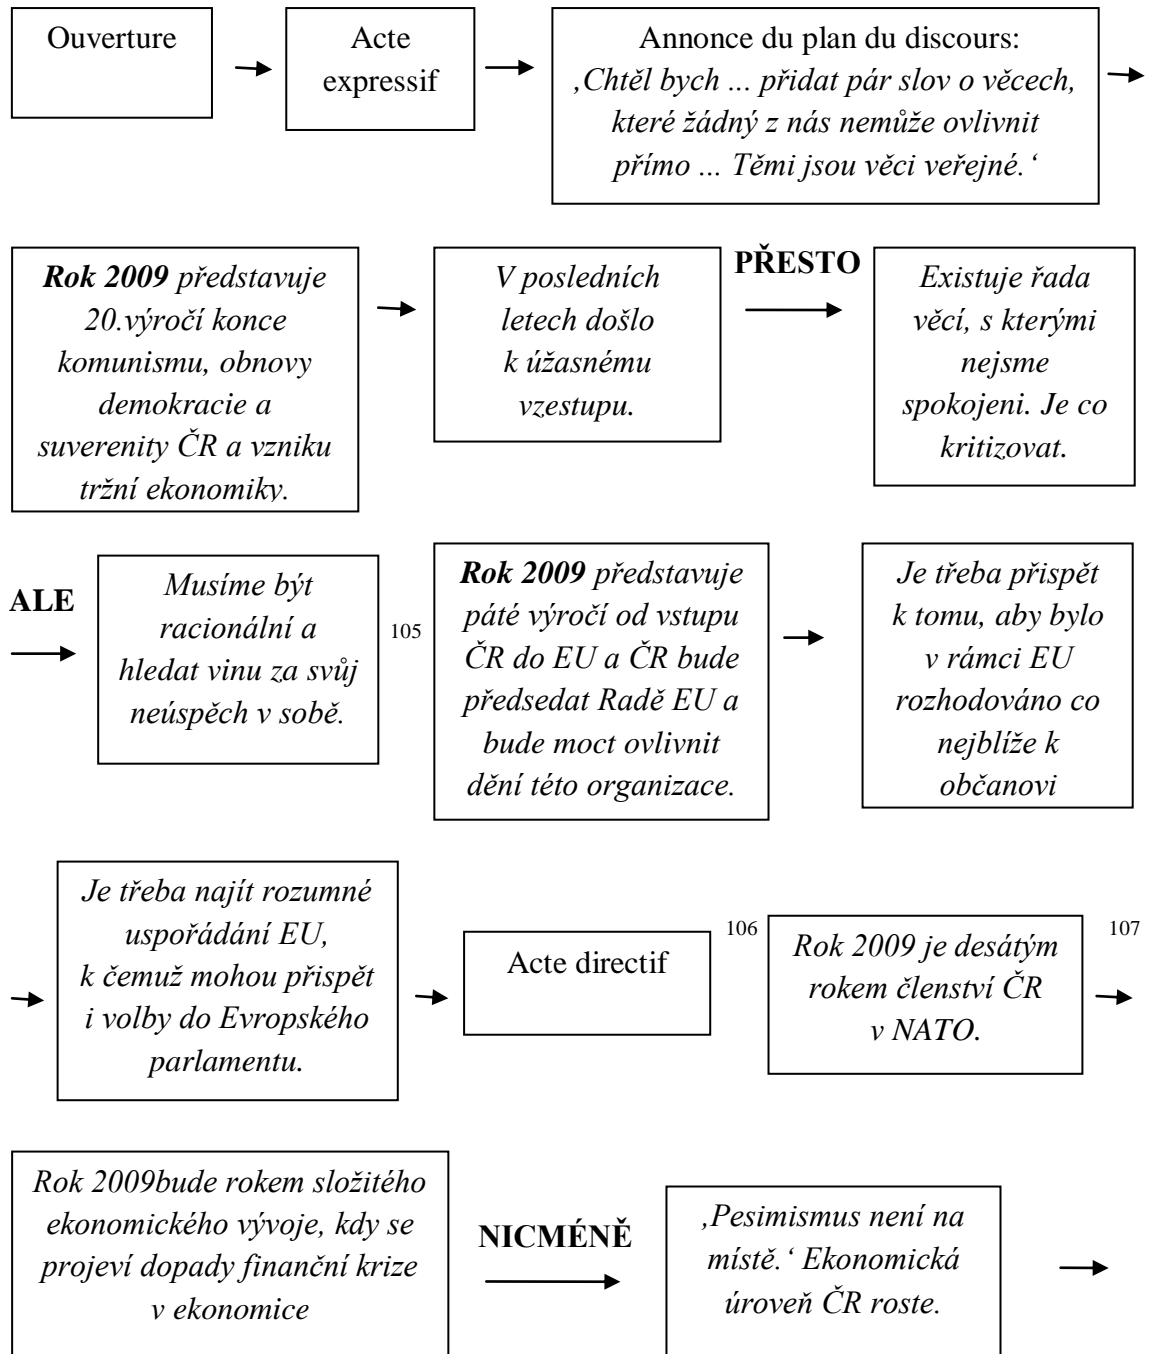 Ouverture
Acte
expressif
Annonce du plan du discours:
‚Chtěl bych ... přidat pár slov o věcech,
které žádný z nás nemůže ovlivnit
přímo ... Těmi jsou věci veřejné.‘
Rok 2009 představuje
20.výročí konce
komunismu, obnovy
demokracie a
suverenity ČR a vzniku
tržní ekonomiky.
V posledních
letech došlo
k úžasnému
vzestupu.
PŘESTO
Existuje řada
věcí, s kterými
nejsme
spokojeni. Je co
kritizovat.
ALE
Musíme být
racionální a
hledat vinu za svůj
neúspěch v sobě.
105
Rok 2009 představuje
páté výročí od vstupu
ČR do EU a ČR bude
předsedat Radě EU a
bude moct ovlivnit
dění této organizace.
Je třeba přispět
k tomu, aby bylo
v rámci EU
rozhodováno co
nejblíže k
občanovi
Je třeba najít rozumné
uspořádání EU,
k čemuž mohou přispět
i volby do Evropského
parlamentu.
Acte directif
106
Rok 2009 je desátým
rokem členství ČR
v NATO.
107
Rok 2009bude rokem složitého
ekonomického vývoje, kdy se
projeví dopady finanční krize
v ekonomice
NICMÉNĚ
‚Pesimismus není na
místě.‘ Ekonomická
úroveň ČR roste.